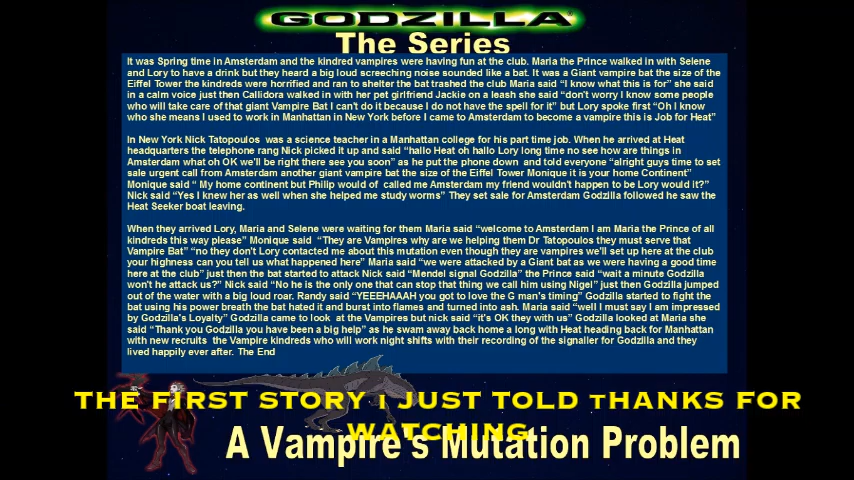 GODZILLA
The Series
It was Spring time in Amsterdam and the kindred vampires were having fun at the club. Maria the Prince walked in with Selene
and Lory to have a drink but they heard a big loud screeching noise sounded like a bat. It was a Giant vampire bat the size of the
Eiffel Tower the kindreds were horrified and ran to shelter the bat trashed the club Maria said "I know what this is for" she said
in a calm voice just then Callidora walked in with her pet girlfriend Jackie on a leash she said "don't worry I know some people
who will take care of that giant Vampire Bat I can't do it because I do not have the spell for it" but Lory spoke first "Oh I know
who she means I used to work in Manhattan in New York before I came to Amsterdam to become a vampire this is Job for Heat"
In New York Nick Tatopoulos was a science teacher in a Manhattan college for his part time job. When he arrived at Heat
headquarters the telephone rang Nick picked it up and said "hallo Heat oh hallo Lory long time no see how are things in
Amsterdam what oh OK we'll be right there see you soon" as he put the phone down and told everyone "alright guys time to set
sale urgent call from Amsterdam another giant vampire bat the size of the Eiffel Tower Monique it is your home Continent"
Monique said " My home continent but Philip would of called me Amsterdam my friend wouldn't happen to be Lory would it?"
Nick said "Yes I knew her as well when she helped me study worms" They set sale for Amsterdam Godzilla followed he saw the
Heat Seeker boat leaving.
When they arrived Lory, Maria and Selene were waiting for them Maria said "welcome to Amsterdam I am Maria the Prince of all
kindreds this way please" Monique said "They are Vampires why are we helping them Dr Tatopoulos they must serve that
Vampire Bat" "no they don't Lory contacted me about this mutation even though they are vampires we'll set up here at the club
your highness can you tell us what happened here" Maria said "we were attacked by a Giant bat as we were having a good time
here at the club" just then the bat started to attack Nick said "Mendel signal Godzilla" the Prince said "wait a minute Godzilla
won't he attack us?" Nick said "No he is the only one that can stop that thing we call him using Nigel" just then Godzilla jumped
out of the water with a big loud roar. Randy said "YEEEHAAAH you got to love the G man's timing" Godzilla started to fight the
bat using his power breath the bat hated it and burst into flames and turned into ash. Maria said "well I must say I am impressed
by Godzilla's Loyalty" Godzilla came to look at the Vampires but nick said "it's OK they with us" Godzilla looked at Maria she
said "Thank you Godzilla you have been a big help" as he swam away back home a long with Heat heading back for Manhattan
with new recruits the Vampire kindreds who will work night shifts with their recording of the signaller for Godzilla and they
lived happily ever after. The End
THE FIRST STORY I JUST TOLD THANKS FOR
WATCHING
A Vampire's Mutation Problem